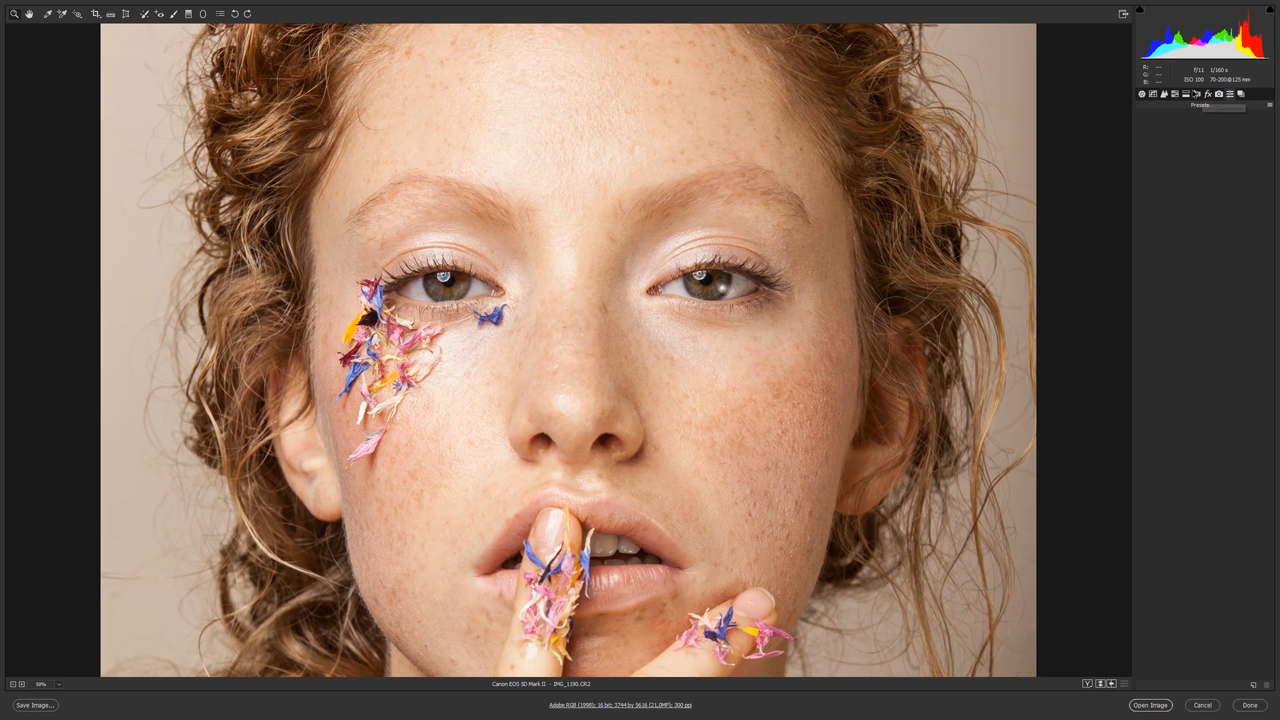 R: ---
G: ---
B: ---
f/11 1/160 s
ISO 100 70-200@125 mm
fx
Presets
50%
Canon EOS 5D Mark II - IMG_1190.CR2
Y
Save Image...
Adobe RGB (1998); 16 bit; 3744 by 5616 (21.0MP); 300 ppi
Open Image
Cancel
Done